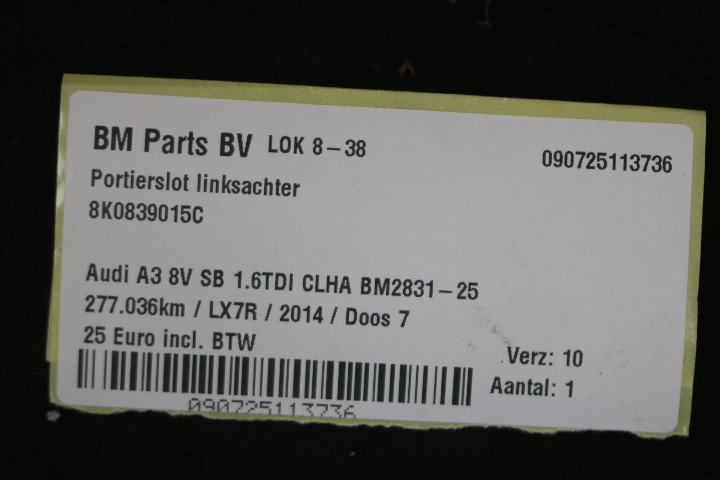 BM Parts BV LOK 8-38
090725113736
Portierslot linksachter
8K0839015C
Audi A3 8V SB 1.6TDI CLHA BM2831-25
277.036km / LX7R / 2014 / Doos 7
25 Euro incl. BTW
Verz: 10
Aantal: 1
090725113736